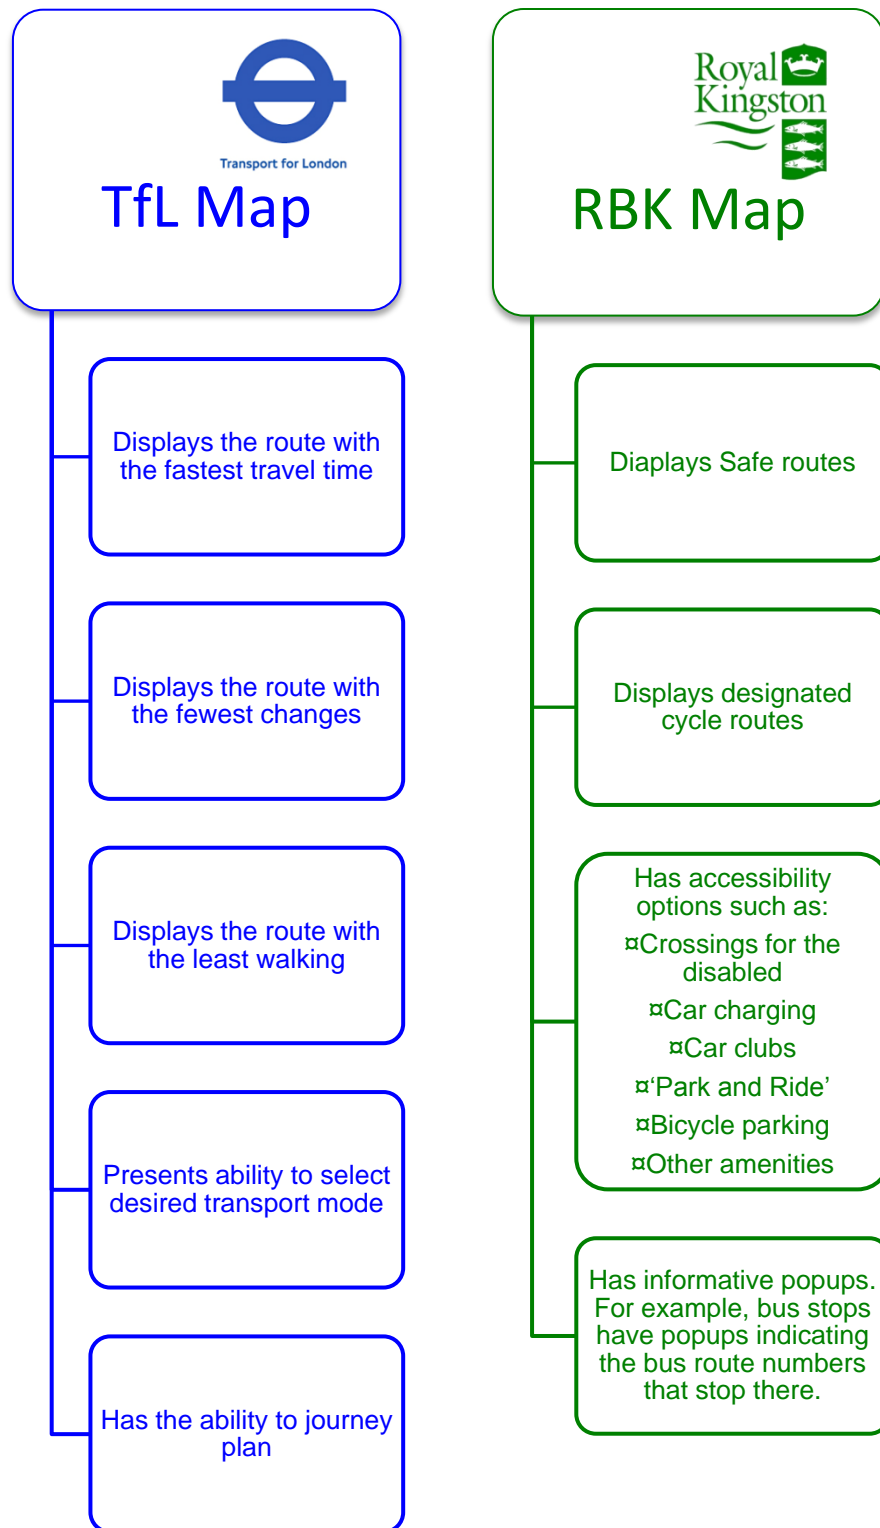 Transport for London
TfL Map
Displays the route with
the fastest travel time
Displays the route with
the fewest changes
Displays the route with
the least walking
Presents ability to select
desired transport mode
Has the ability to journey
plan
Royal
Kingston
RBK Map
Diaplays Safe routes
Displays designated
cycle routes
Has accessibility
options such as:
¤Crossings for the
disabled
¤Car charging
¤Car clubs
¤‘Park and Ride’
¤Bicycle parking
¤Other amenities
Has informative popups.
For example, bus stops
have popups indicating
the bus route numbers
that stop there.